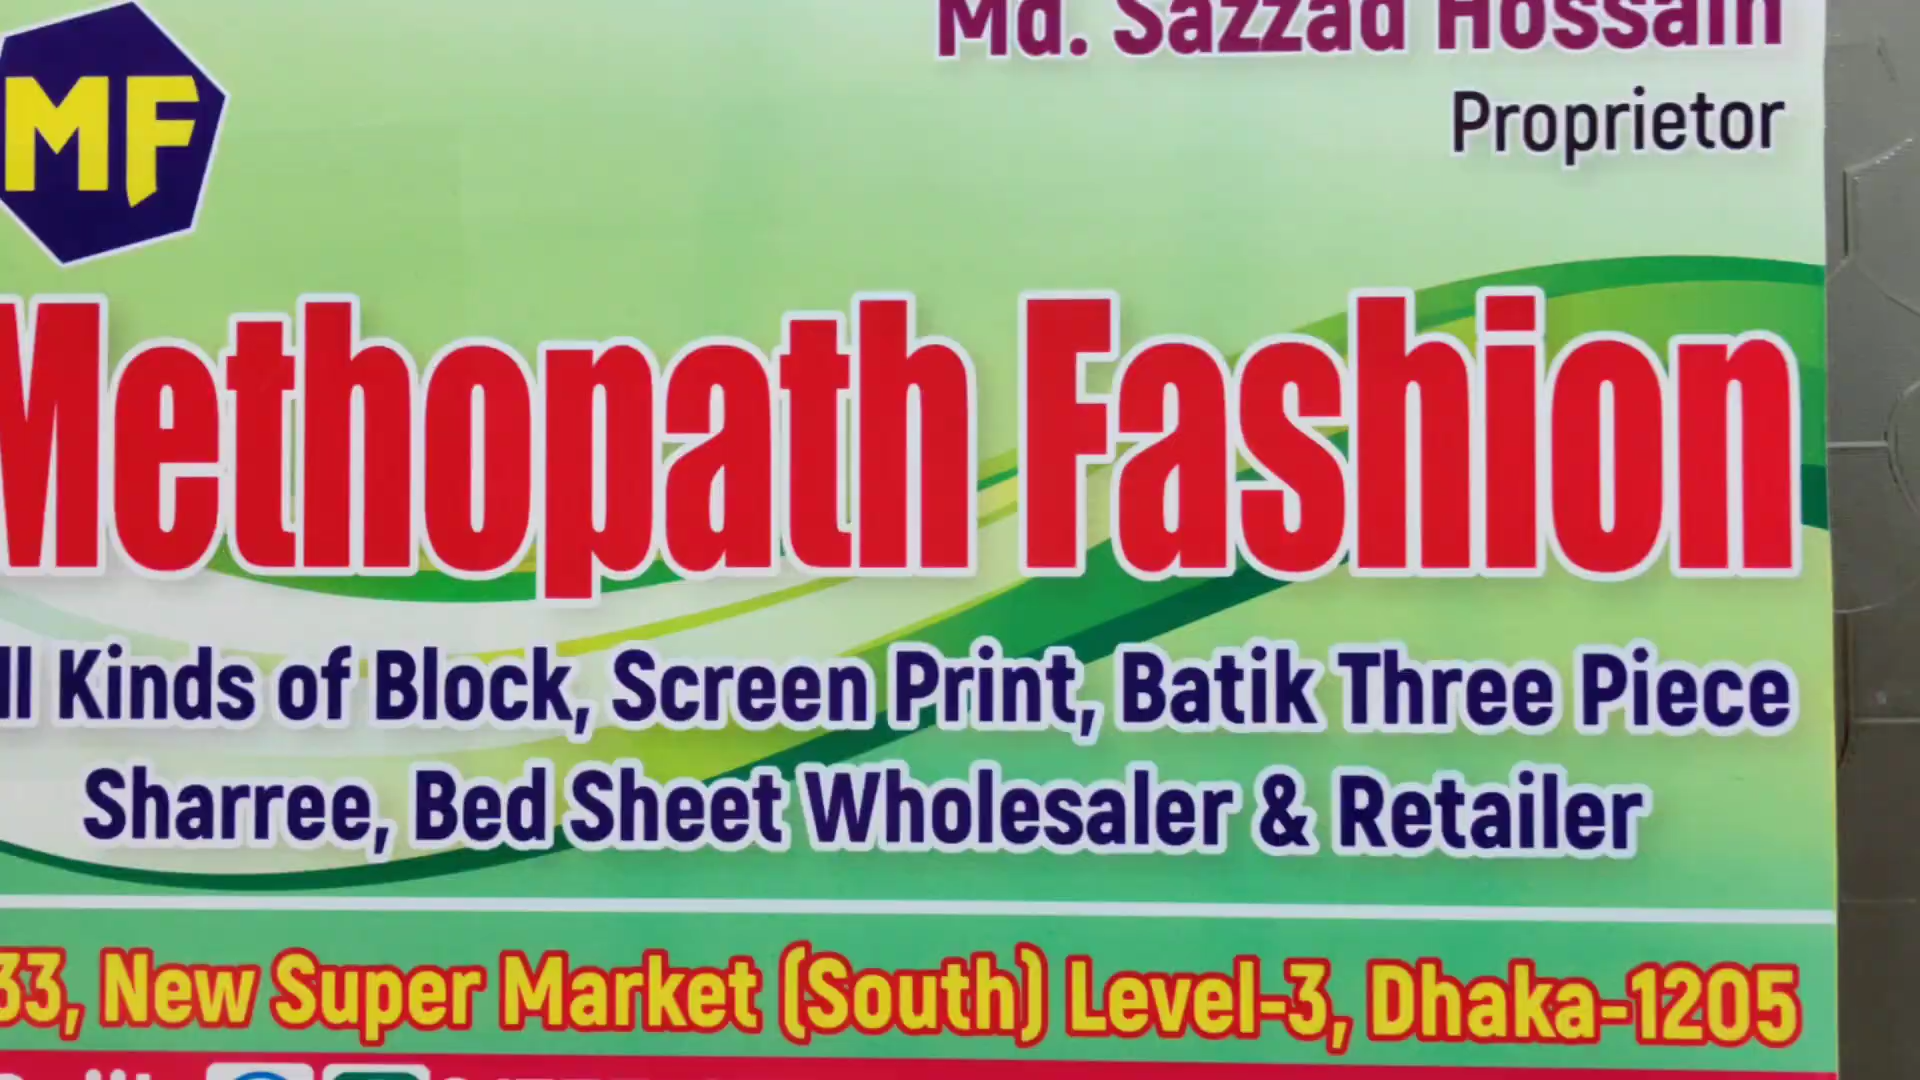 MF
Md. Sazzad Hossain
Proprietor
Methopath Fashion
ll Kinds of Block, Screen Print, Batik Three Piece
Sharree, Bed Sheet Wholesaler & Retailer
33, New Super Market (South) Level-3, Dhaka-1205